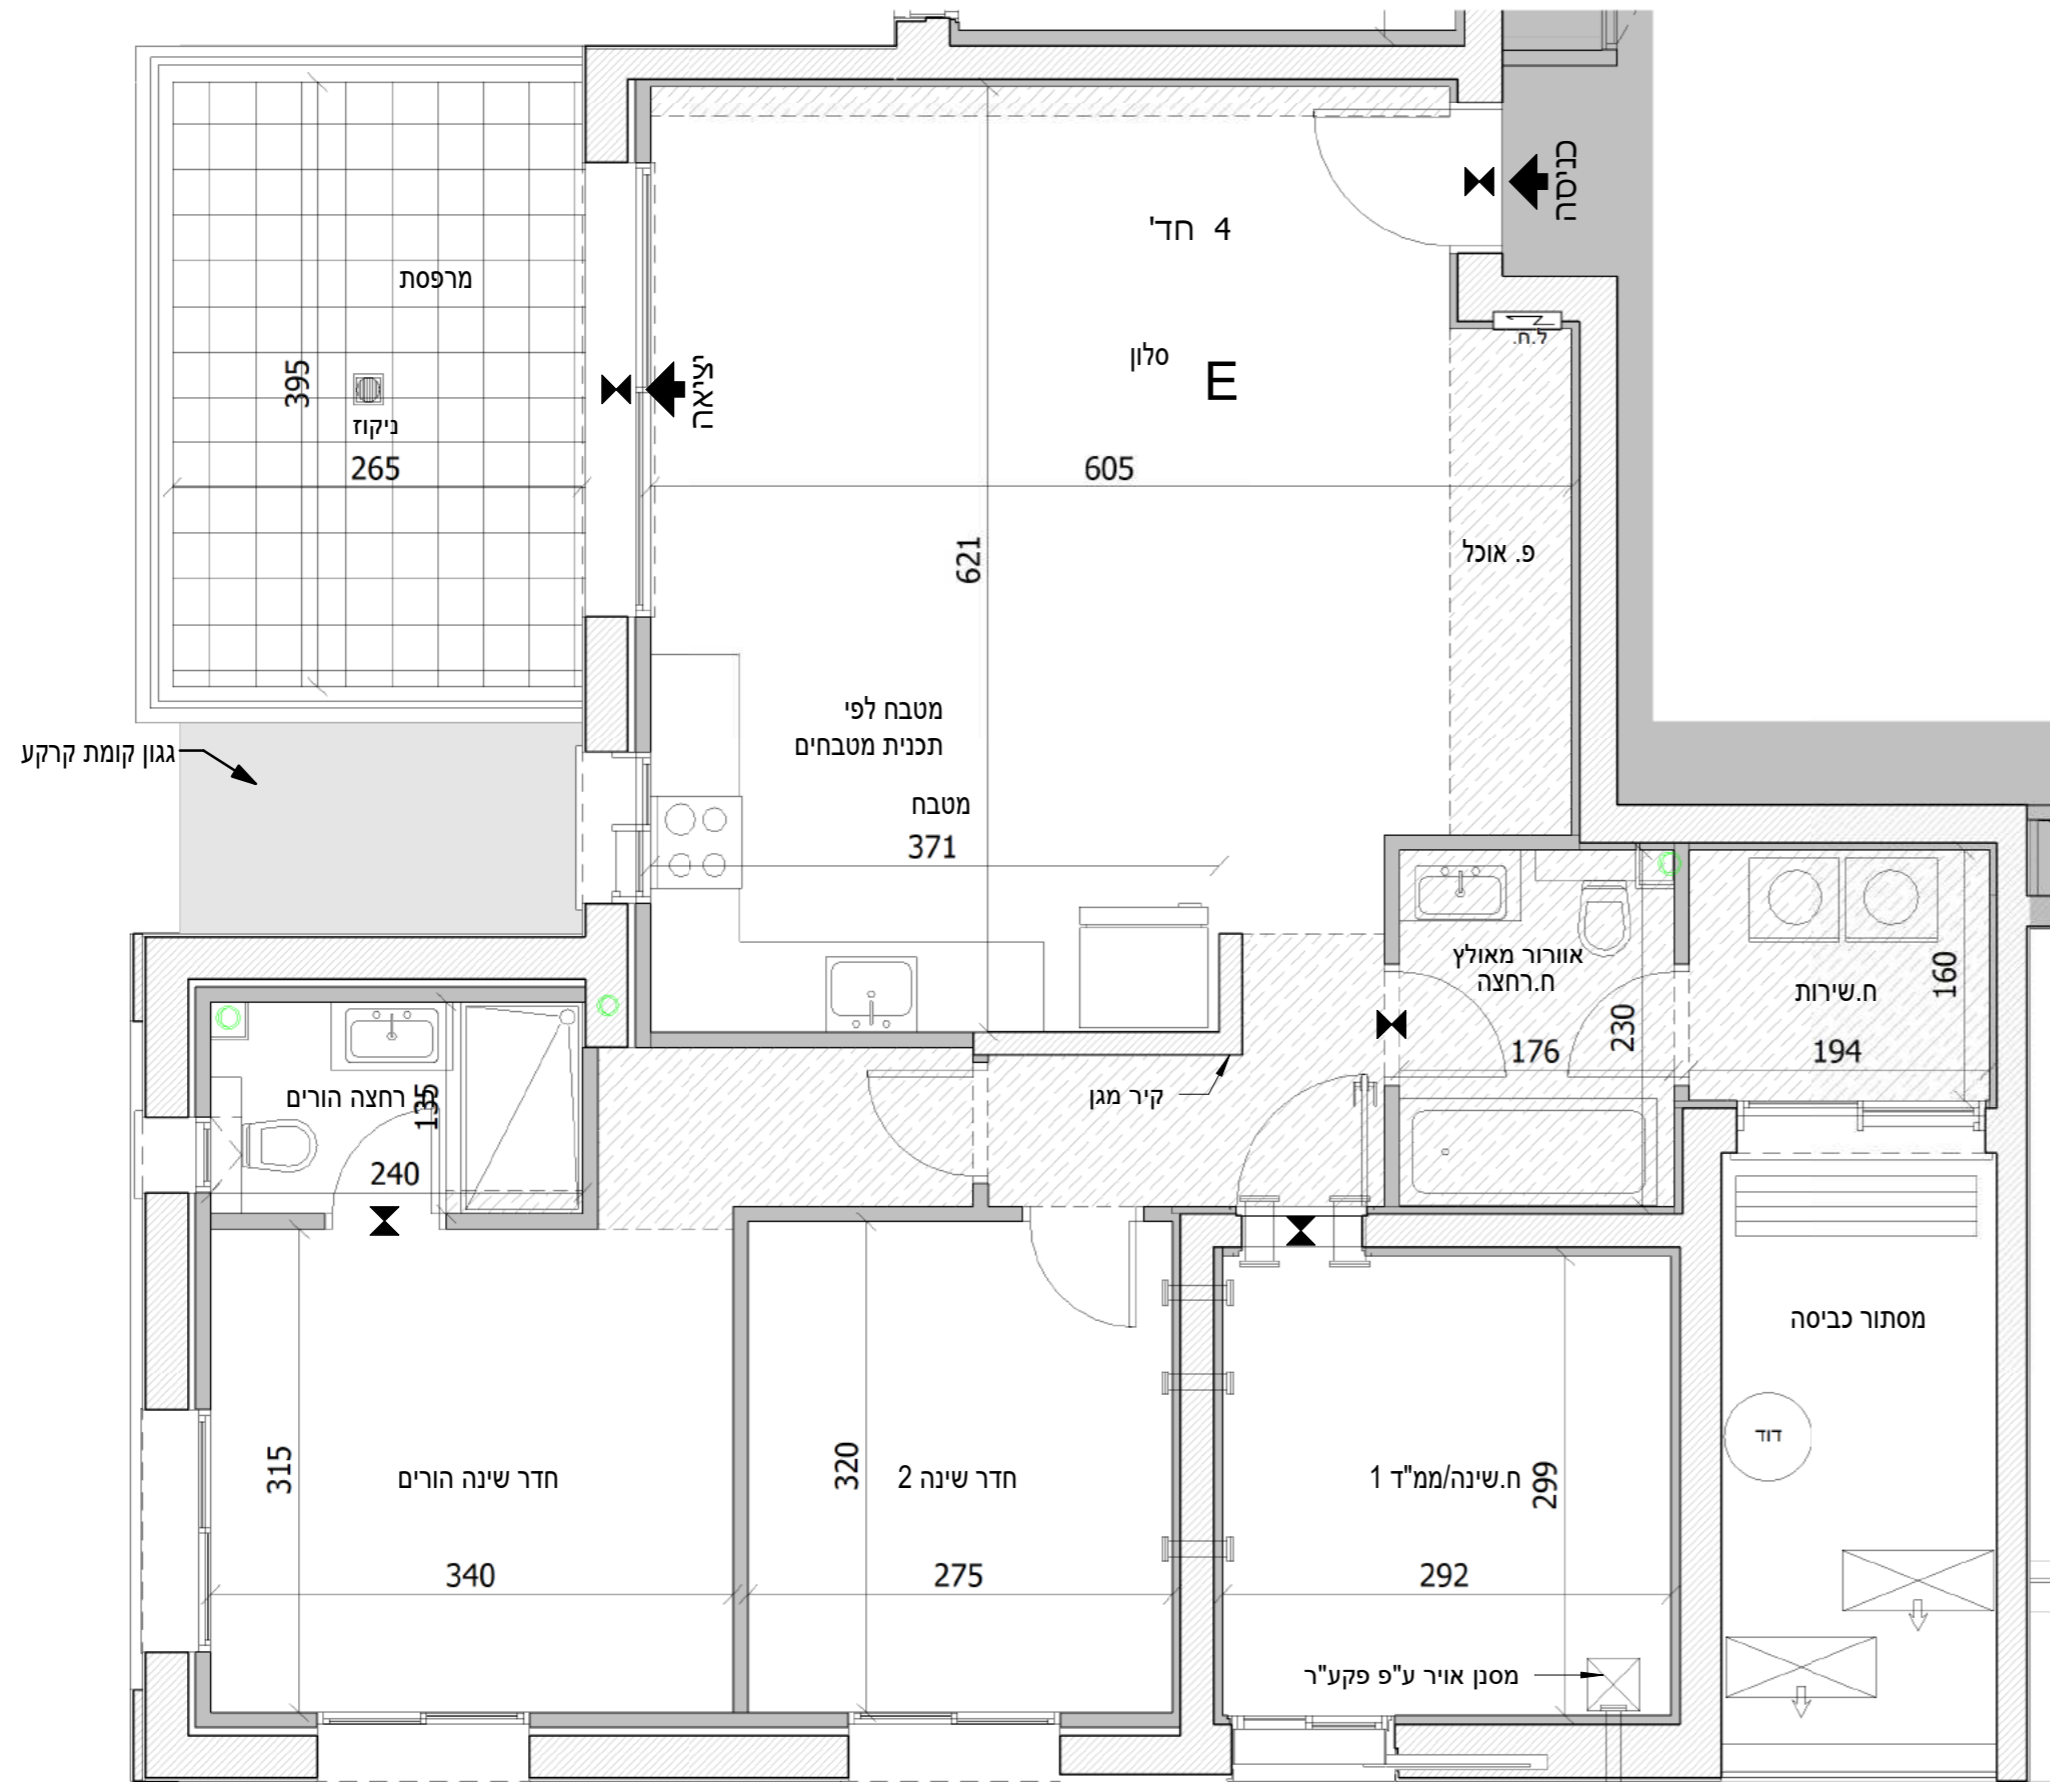 כניסה
4 חד'
מרפסת
סלון
E
ל.ח.
יציאה
395
ניקוז
265
605
פ. אוכל
621
מטבח לפי
תכנית מטבחים
גגון קומת קרקע
מטבח
371
אוורור מאולץ
ח.רחצה
ח.שירות
160
230
176
194
רחצה הורים
135
קיר מגן
240
מסתור כביסה
דוד
315
חדר שינה הורים
320
חדר שינה 2
ח.שינה/ממ"ד 1
299
340
275
292
מסנן אויר ע"פ פקע"ר